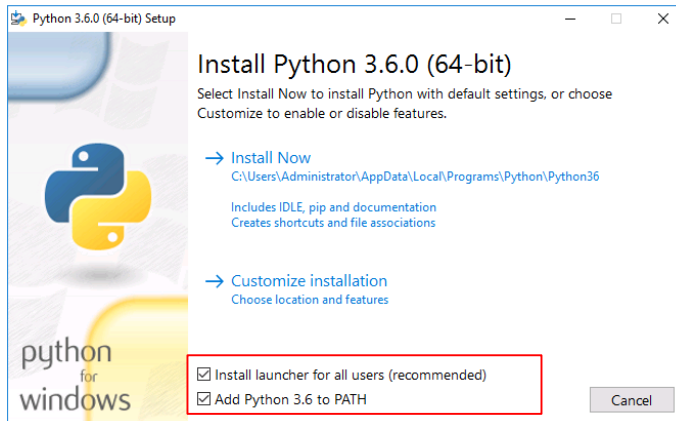 Python 3.6.0 (64-bit) Setup
Install Python 3.6.0 (64-bit)
Select Install Now to install Python with default settings, or choose
Customize to enable or disable features.
Install Now
C:\Users\Administrator\AppData\Local\Programs\Python\Python36
Includes IDLE, pip and documentation
Creates shortcuts and file associations
Customize installation
Choose location and features
python
for
windows
Install launcher for all users (recommended)
Add Python 3.6 to PATH
Cancel